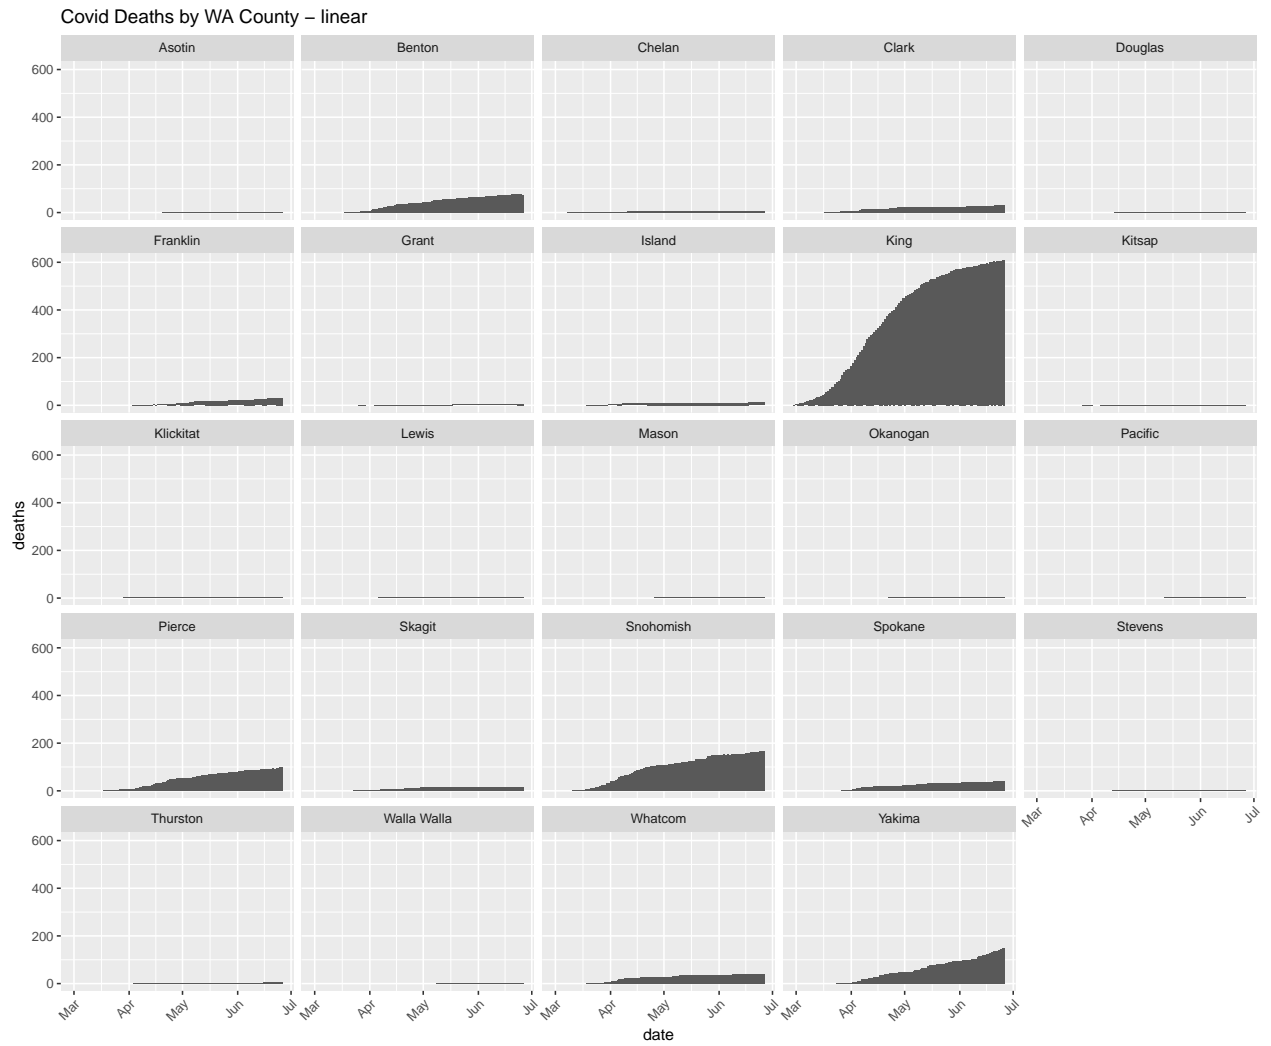 Covid Deaths by WA County – linear
Asotin Benton Chelan Clark Douglas
600
400
200
0
Franklin Grant Island King Kitsap
600
400
200
0
Klickitat Lewis Mason Okanogan Pacific
600
400
200
0
deaths
Pierce Skagit Snohomish Spokane Stevens
600
400
200
0
Mar Apr May Jun Jul
Thurston Walla Walla Whatcom Yakima
600
400
200
0
Mar Apr May Jun Jul Mar Apr May Jun Jul Mar Apr May Jun Jul Mar Apr May Jun Jul
date